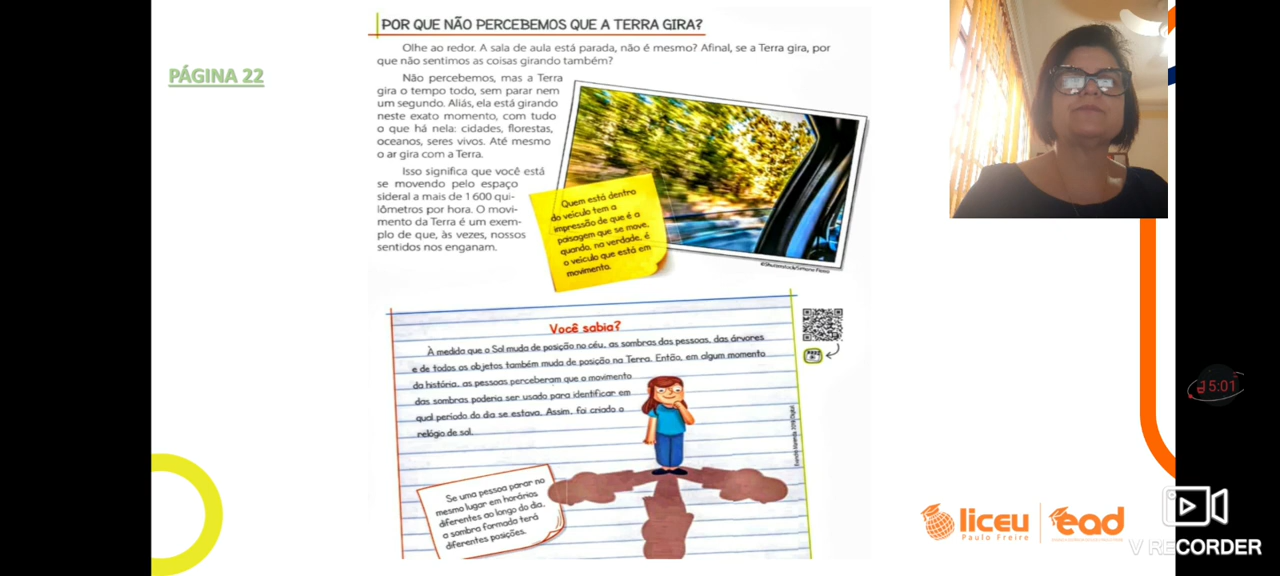 PÁGINA 22
POR QUE NÃO PERCEBEMOS QUE A TERRA GIRA?
Olhe ao redor. A sala de aula está parada, não é mesmo? Afinal, se a Terra gira, por
que não sentimos as coisas girando também?
Não percebemos, mas a Terra
gira o tempo todo, sem parar nem
um segundo. Aliás, ela está girando
neste exato momento, com tudo
o que há nela: cidades, florestas,
oceanos, seres vivos. Até mesmo
o ar gira com a Terra.
Isso significa que você está
se movendo pelo espaço
sideral a mais de 1 600 qui-
lômetros por hora. O movi-
mento da Terra é um exem-
plo de que, às vezes, nossos
sentidos nos enganam.
Quem está dentro
do veículo tem a
impressão de que é a
paisagem que se move,
quando, na verdade, é
o veículo que está em
movimento.
Você sabia?
À medida que o Sol muda de posição no céu, as sombras das pessoas, das árvores
e de todos os objetos também muda de posição na Terra. Então, em algum momento
da história, as pessoas perceberam que o movimento
das sombras poderia ser usado para identificar em
qual período do dia se estava. Assim, foi criado o
relógio de sol.
Se uma pessoa parar no
mesmo lugar em horários
diferentes ao longo do dia,
a sombra formada terá
diferentes posições.
15:01
liceu
Paulo Freire
ead
V RECORDER